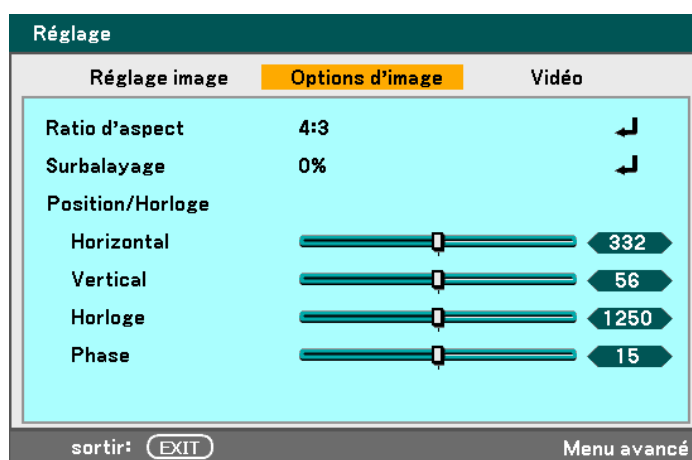 Réglage
Réglage image Options d'image Vidéo
Ratio d'aspect 4:3
Surbalayage 0%
Position/Horloge
Horizontal 332
Vertical 56
Horloge 1250
Phase 15
sortir: EXIT Menu avancé